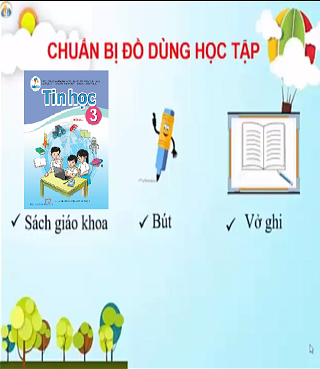 CHUẨN BỊ ĐỒ DÙNG HỌC TẬP
Tin học
3
✓ Sách giáo khoa
✓ Bút
✓ Vở ghi